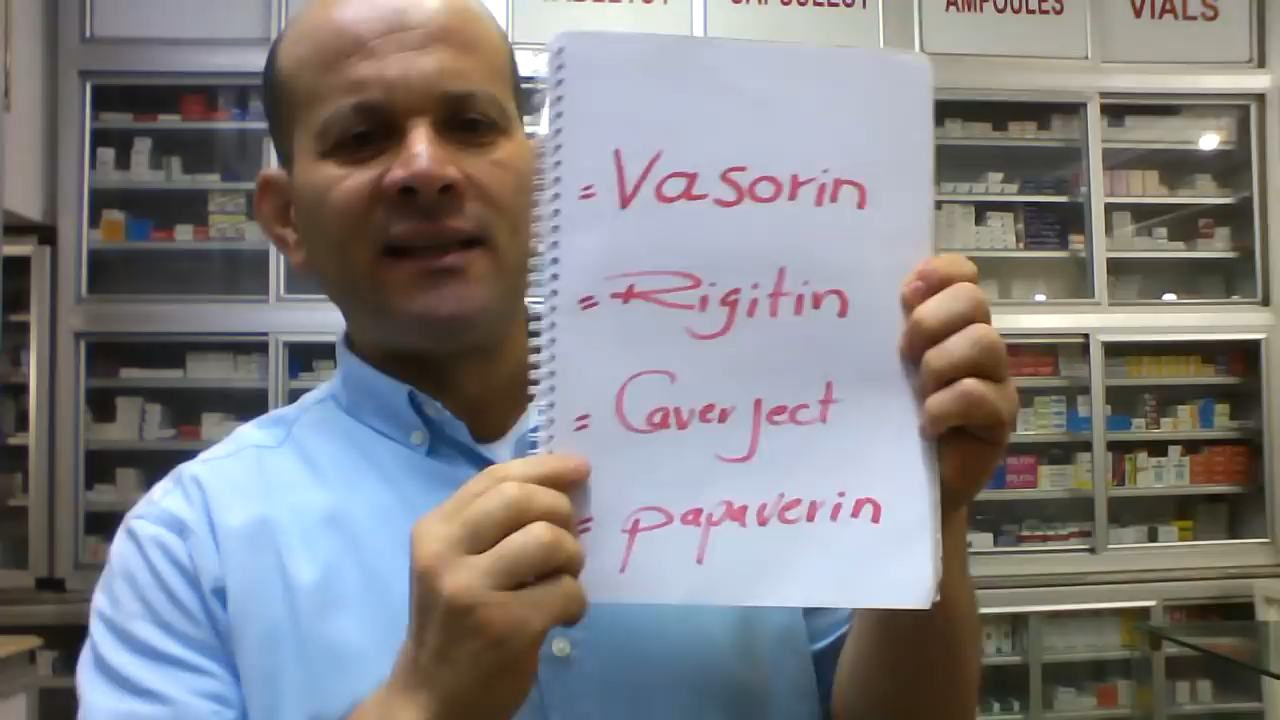 AMPOULES
VIALS
= Vasorin
= Rigitin
= Caverject
= papaverin